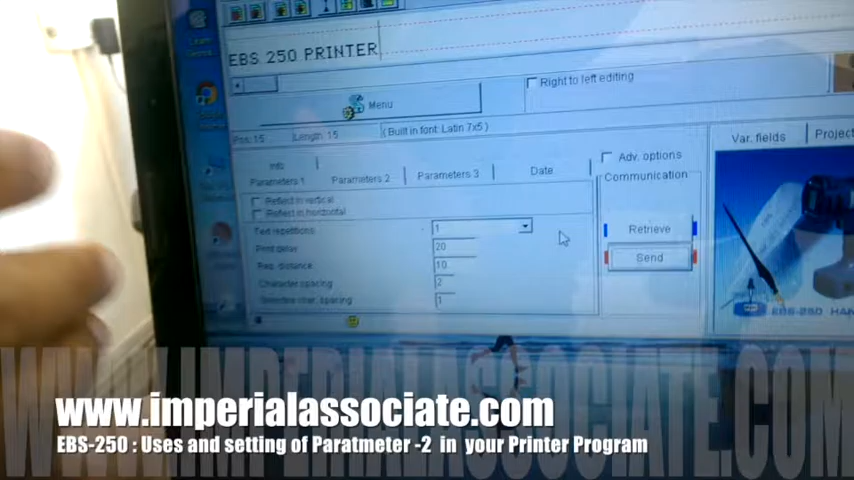 EBS 250 PRINTER
Right to left editing
Menu
Pos:15
Length: 15
(Built in font: Latin 7x5)
Info
Parameters 1
Parameters 2
Parameters 3
Date
Adv. options
Var. fields
Project
Reflect in vertical
Reflect in horizontal
Communication
Text repetitions
1
Print delay
20
Retrieve
Rep. distance
10
Send
Character spacing
2
Selective char. spacing
1
EBS-250 HAN
WWW.IMPERIALASSOCIATE.COM
www.imperialassociate.com
EBS-250 : Uses and setting of Paratmeter -2 in your Printer Program